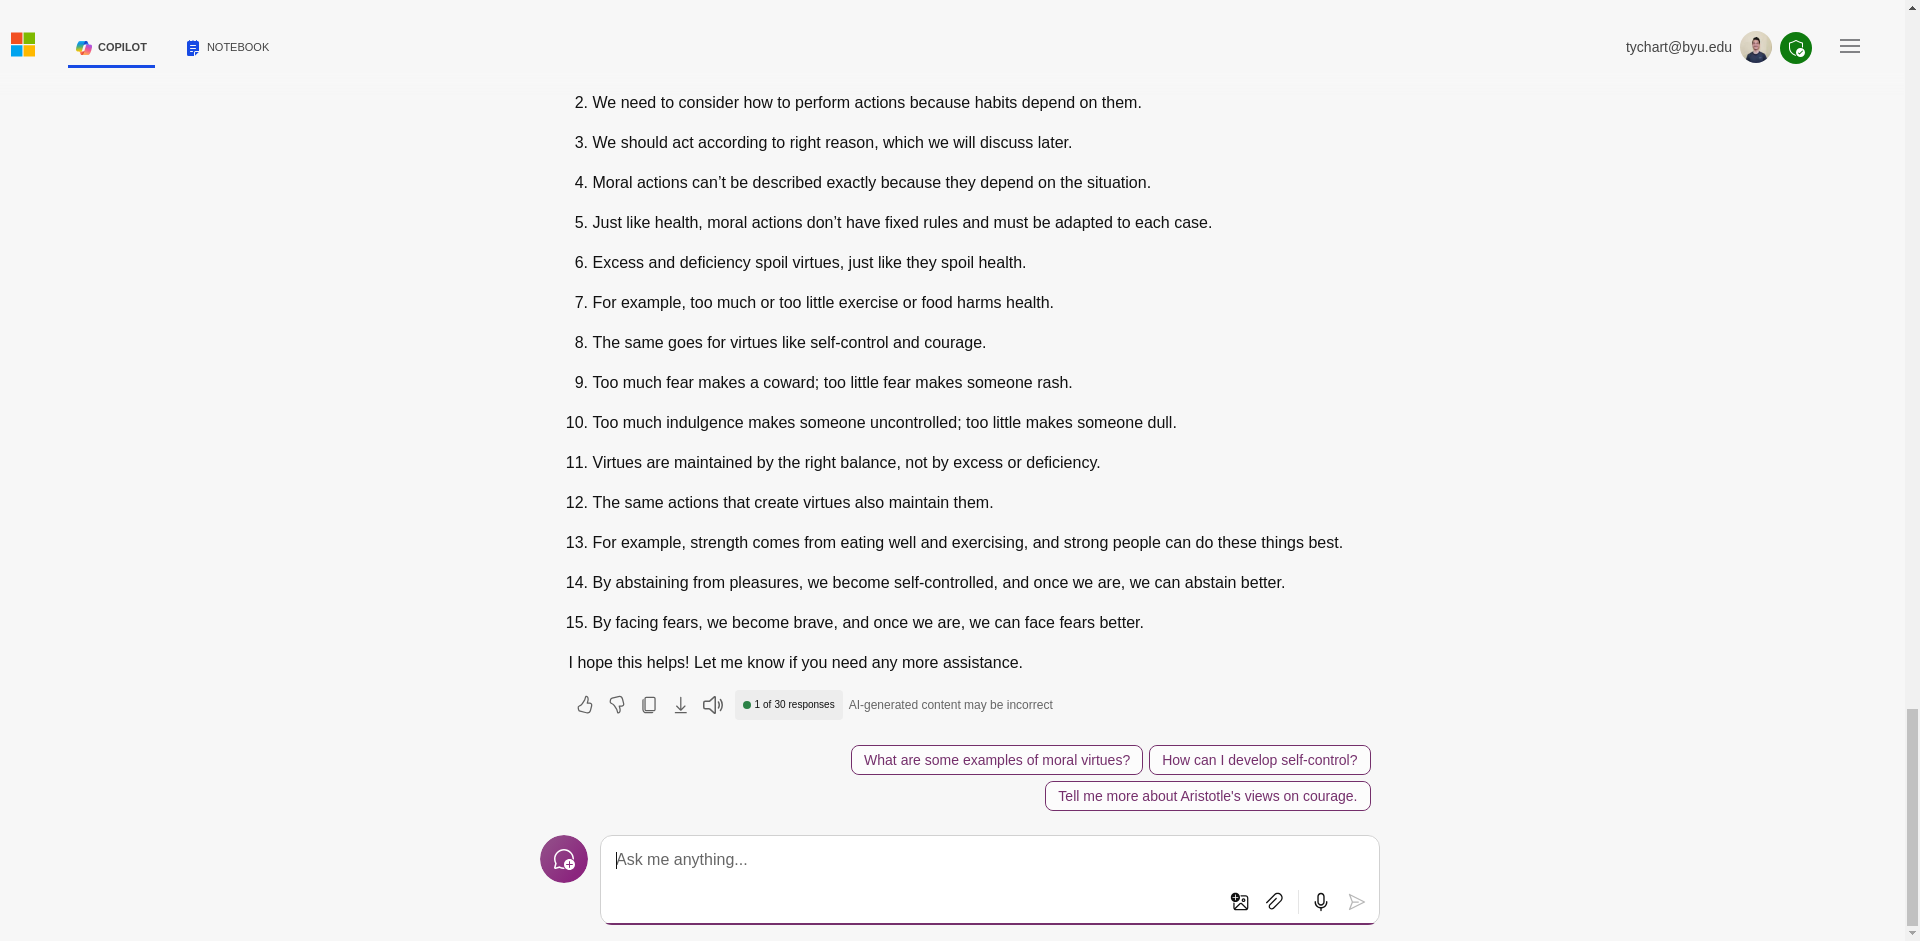 COPILOT
NOTEBOOK
tychart@byu.edu
2. We need to consider how to perform actions because habits depend on them.
3. We should act according to right reason, which we will discuss later.
4. Moral actions can’t be described exactly because they depend on the situation.
5. Just like health, moral actions don’t have fixed rules and must be adapted to each case.
6. Excess and deficiency spoil virtues, just like they spoil health.
7. For example, too much or too little exercise or food harms health.
8. The same goes for virtues like self-control and courage.
9. Too much fear makes a coward; too little fear makes someone rash.
10. Too much indulgence makes someone uncontrolled; too little makes someone dull.
11. Virtues are maintained by the right balance, not by excess or deficiency.
12. The same actions that create virtues also maintain them.
13. For example, strength comes from eating well and exercising, and strong people can do these things best.
14. By abstaining from pleasures, we become self-controlled, and once we are, we can abstain better.
15. By facing fears, we become brave, and once we are, we can face fears better.
I hope this helps! Let me know if you need any more assistance.
1 of 30 responses
AI-generated content may be incorrect
What are some examples of moral virtues?
How can I develop self-control?
Tell me more about Aristotle's views on courage.
Ask me anything...